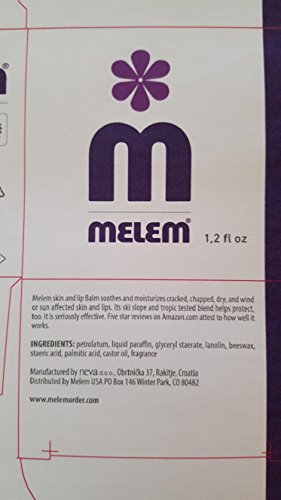 m
MELEM®
1,2 fl oz
Melem skin and lip Balm soothes and moisturizes cracked, chapped, dry, and wind
or sun affected skin and lips. Its ski slope and tropic tested blend helps protect,
too. It is seriously effective. Five star reviews on Amazon.com attest to how well it
works.
INGREDIENTS: petrolatum, liquid paraffin, glyceryl staerate, lanolin, beeswax,
staeric acid, palmitic acid, castor oil, fragrance
Manufactured by neva d.o.o., Obrtnička 37, Rakitje, Croatia
Distributed by Melem USA PO Box 146 Winter Park, CO 80482
www.melemorder.com